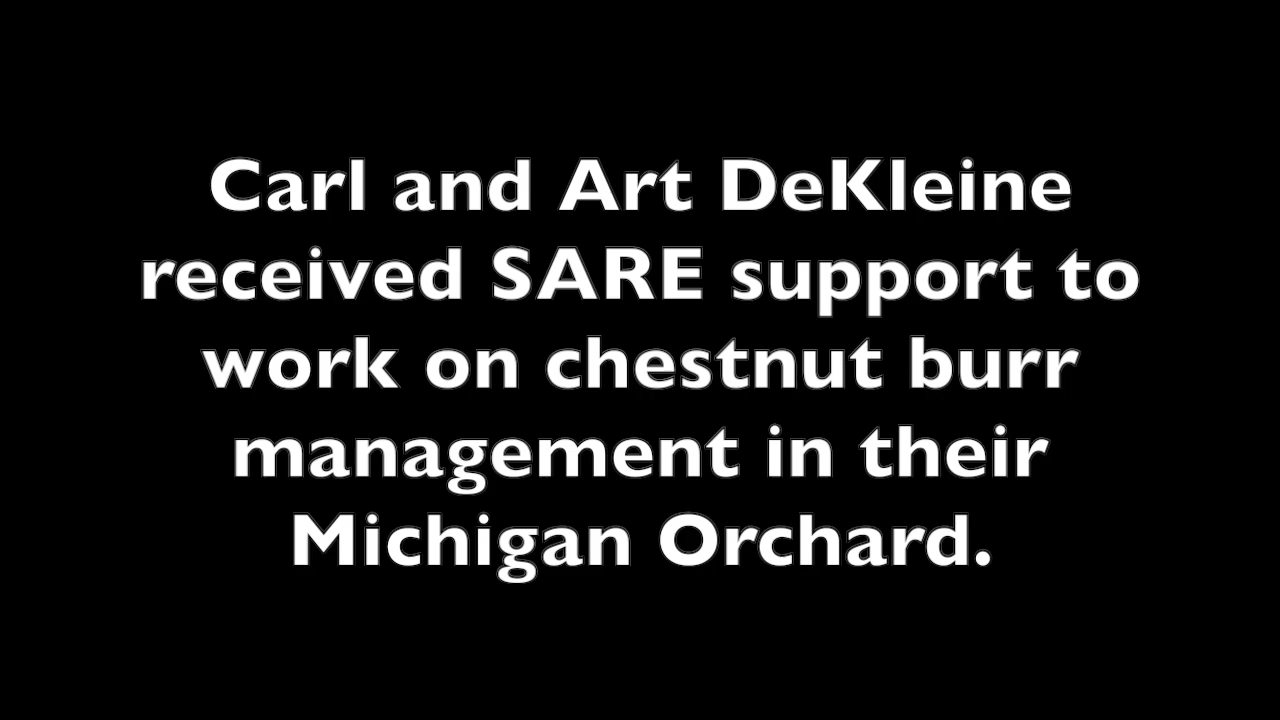 Carl and Art DeKleine
received SARE support to
work on chestnut burr
management in their
Michigan Orchard.